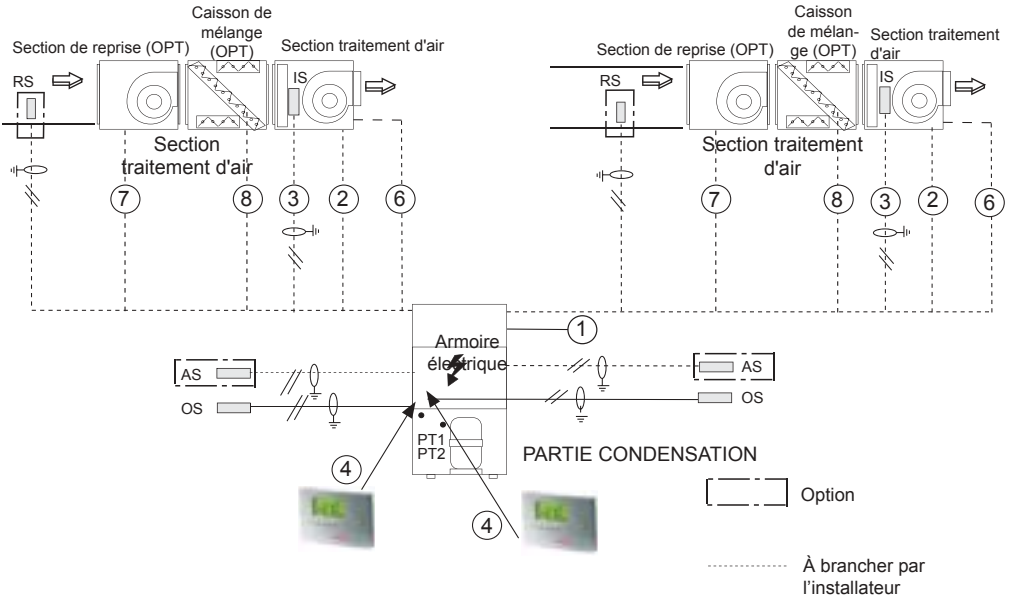 Caisson de
mélange
(OPT)
Section de reprise (OPT)
Section traitement d'air
RS
IS
Section
traitement d'air
7
8
3
2
6
Caisson
de mélan-
ge (OPT)
Section de reprise (OPT)
Section traitement
d'air
RS
IS
Section traitement
d'air
7
8
3
2
6
1
Armoire
électrique
AS
OS
AS
OS
PT1
PT2
PARTIE CONDENSATION
4
4
Option
À brancher par
l'installateur